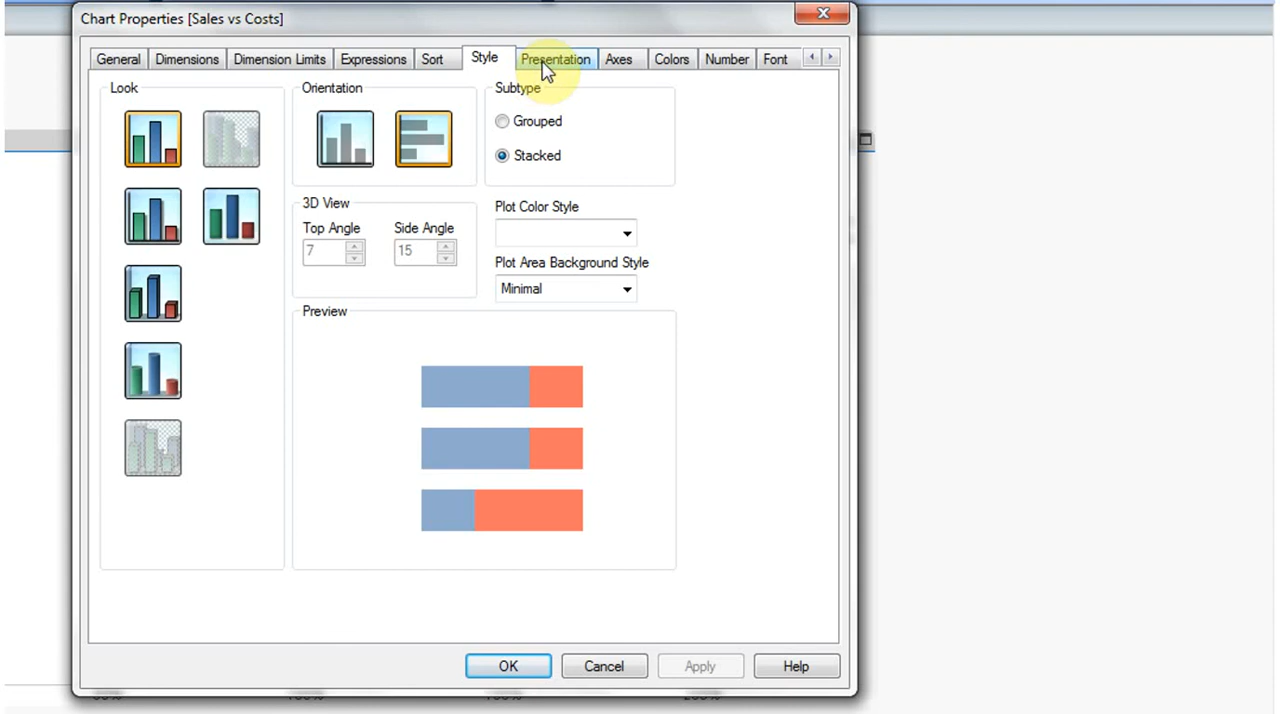 Chart Properties [Sales vs Costs]
General Dimensions Dimension Limits Expressions Sort Style Presentation Axes Colors Number Font
Look
Orientation
Subtype
Grouped
Stacked
3D View
Top Angle Side Angle
7 15
Plot Color Style
Plot Area Background Style
Minimal
Preview
OK Cancel Apply Help